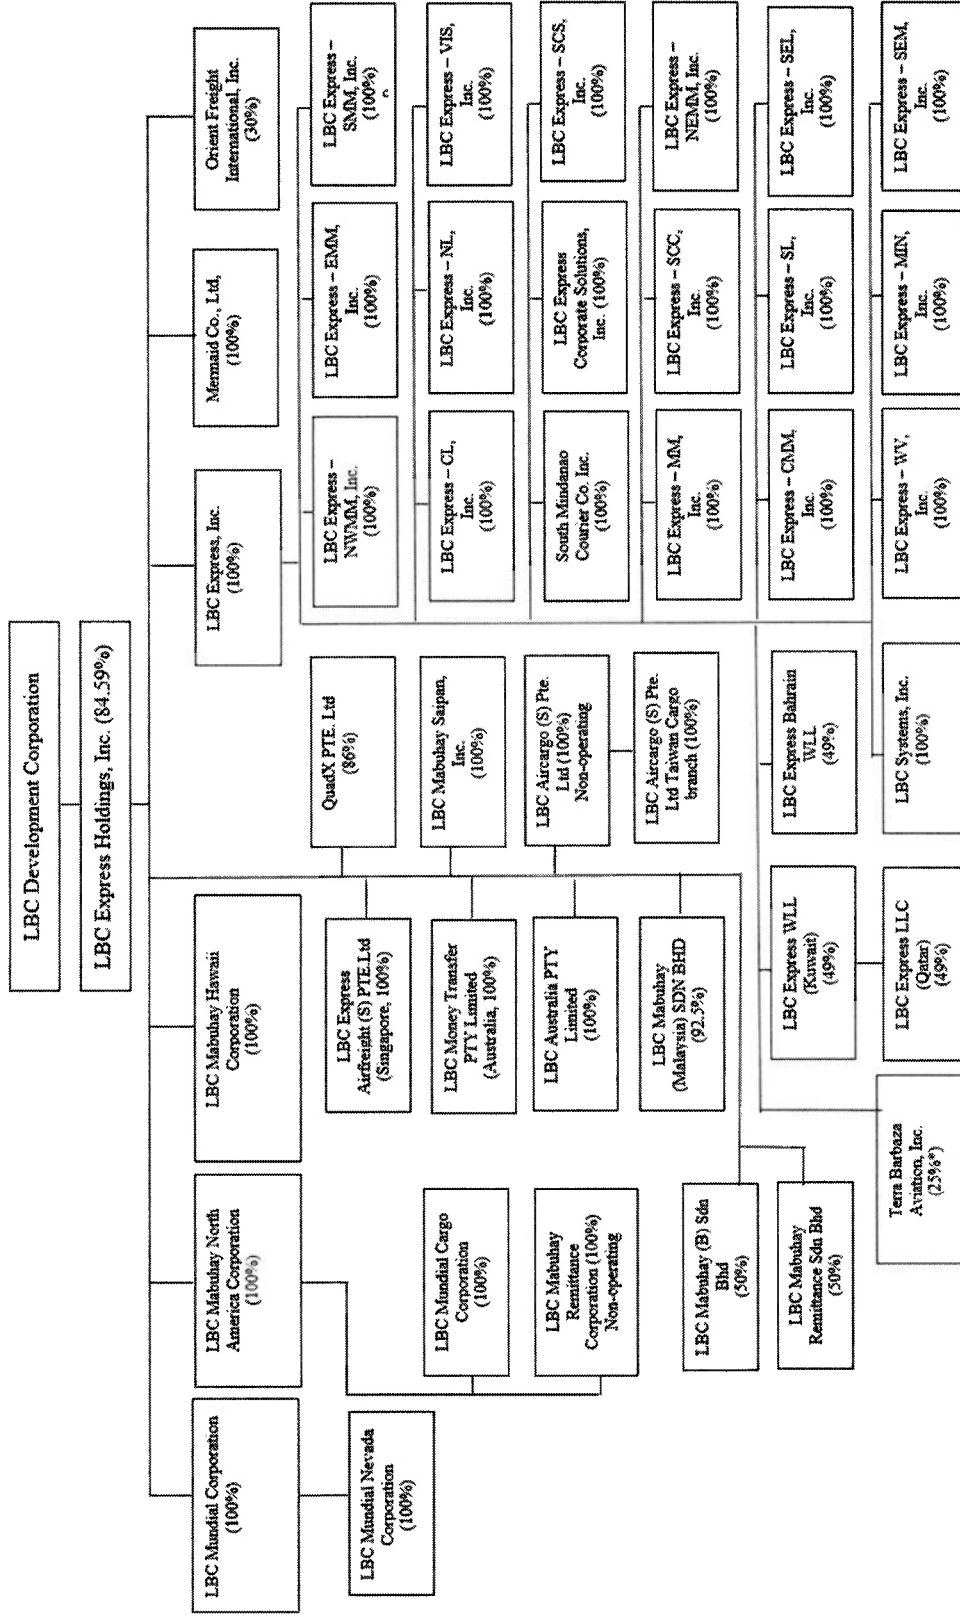 LBC Development Corporation
LBC Express Holdings, Inc. (84.59%)
LBC Mundial Corporation
(100%)
LBC Mabuhay North
America Corporation
(100%)
LBC Mabuhay Hawaii
Corporation
(100%)
LBC Express, Inc.
(100%)
Mermaid Co., Ltd,
(100%)
Orient Freight
International, Inc.
(30%)
LBC Mundial Nevada
Corporation
(100%)
LBC Mundial Cargo
Corporation
(100%)
LBC Mabuhay
Remittance
Corporation (100%)
Non-operating
LBC Express
Airfreight (S) PTE.Ltd
(Singapore, 100%)
LBC Money Transfer
PTY Limited
(Australia, 100%)
LBC Australia PTY
Limited
(100%)
LBC Mabuhay
(Malaysia) SDN BHD
(92.5%)
QuadX PTE. Ltd
(86%)
LBC Mabuhay Saipan,
Inc.
(100%)
LBC Aircargo (S) Pte.
Ltd (100%)
Non-operating
LBC Aircargo (S) Pte.
Ltd Taiwan Cargo
branch (100%)
LBC Mabuhay (B) Sdn
Bhd
(50%)
LBC Mabuhay
Remittance Sdn Bhd
(50%)
LBC Express –
NWMM, Inc.
(100%)
LBC Express – EMM,
Inc.
(100%)
LBC Express –
SMM, Inc.
(100%)
LBC Express – CL,
Inc.
(100%)
LBC Express – NL,
Inc.
(100%)
LBC Express – VIS,
Inc.
(100%)
South Mindanao
Courier Co. Inc.
(100%)
LBC Express
Corporate Solutions,
Inc. (100%)
LBC Express – SCS,
Inc.
(100%)
LBC Express – MM,
Inc.
(100%)
LBC Express – SCC,
Inc.
(100%)
LBC Express –
NEMM, Inc.
(100%)
LBC Express – CMM,
Inc.
(100%)
LBC Express – SL,
Inc.
(100%)
LBC Express – SEL,
Inc.
(100%)
LBC Express – WV,
Inc.
(100%)
LBC Express – MIN,
Inc.
(100%)
LBC Express – SEM,
Inc.
(100%)
LBC Express WLL
(Kuwait)
(49%)
LBC Express Bahrain
WLL
(49%)
Terra Barbaza
Aviation, Inc.
(25%*)
LBC Express LLC
(Qatar)
(49%)
LBC Systems, Inc.
(100%)